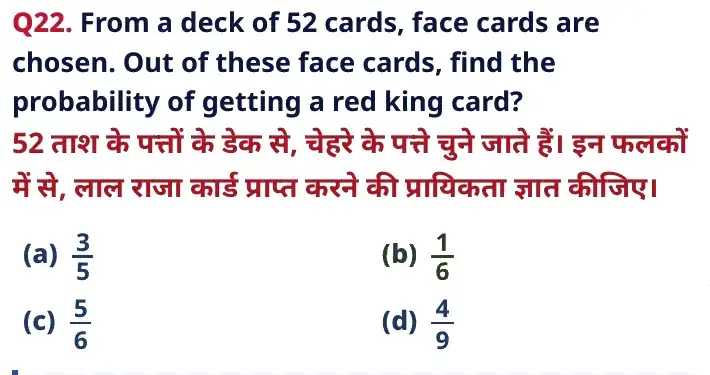 Q22. From a deck of 52 cards, face cards are
chosen. Out of these face cards, find the
probability of getting a red king card?
52 ताश के पत्तों के डेक से, चेहरे के पत्ते चुने जाते हैं। इन फलकों
में से, लाल राजा कार्ड प्राप्त करने की प्रायिकता ज्ञात कीजिए।
(a) 3/5 (b) 1/6
(c) 5/6 (d) 4/9